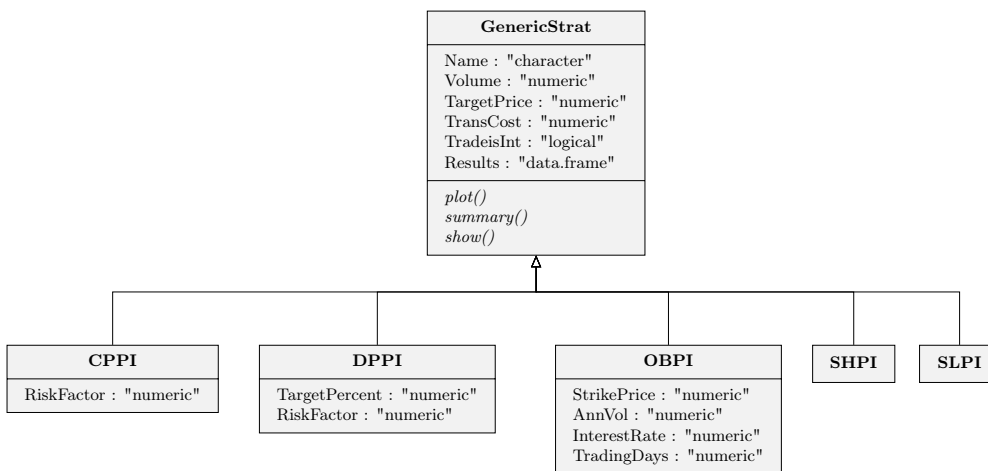 GenericStrat
Name : "character"
Volume : "numeric"
TargetPrice : "numeric"
TransCost : "numeric"
TradeisInt : "logical"
Results : "data.frame"
plot()
summary()
show()
CPPI
RiskFactor : "numeric"
DPPI
TargetPercent : "numeric"
RiskFactor : "numeric"
OBPI
StrikePrice : "numeric"
AnnVol : "numeric"
InterestRate : "numeric"
TradingDays : "numeric"
SHPI
SLPI